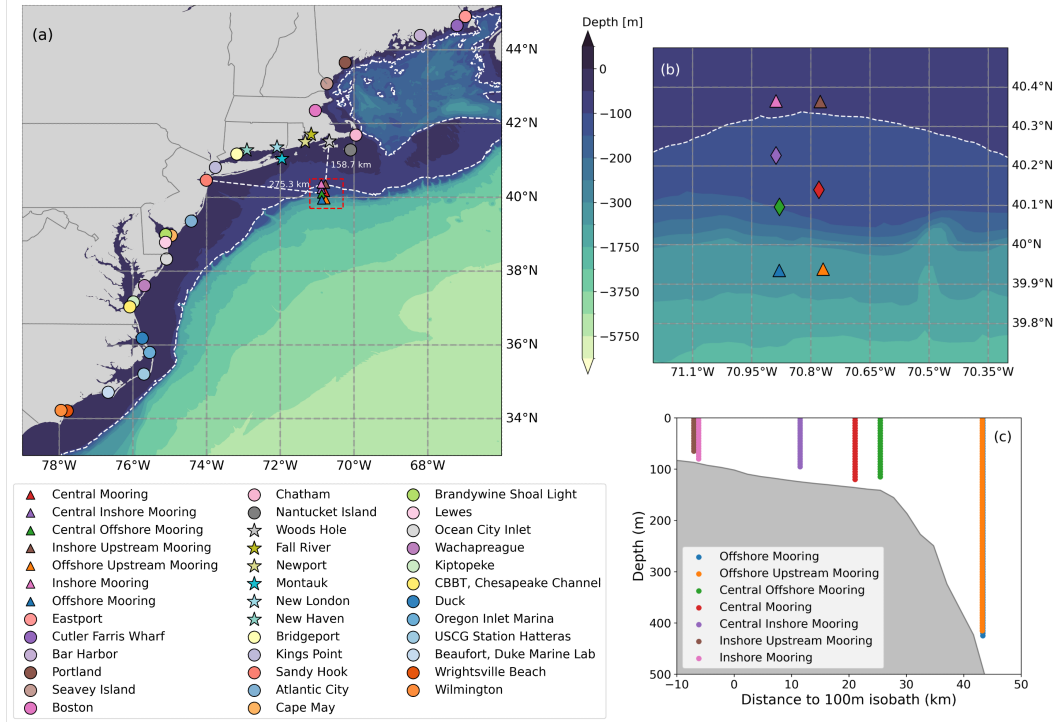 (a)
44°N
42°N
40°N
38°N
36°N
34°N
158.7 km
275.3 km
78°W
76°W
74°W
72°W
70°W
68°W
Depth [m]
0
−100
−200
−300
−1750
−3750
−5750
(b)
40.4°N
40.3°N
40.2°N
40.1°N
40°N
39.9°N
39.8°N
71.1°W
70.95°W
70.8°W
70.65°W
70.5°W
70.35°W
Central Mooring
Central Inshore Mooring
Central Offshore Mooring
Inshore Upstream Mooring
Offshore Upstream Mooring
Inshore Mooring
Offshore Mooring
Eastport
Cutler Farris Wharf
Bar Harbor
Portland
Seavey Island
Boston
Chatham
Nantucket Island
Woods Hole
Fall River
Newport
Montauk
New London
New Haven
Bridgeport
Kings Point
Sandy Hook
Atlantic City
Cape May
Brandywine Shoal Light
Lewes
Ocean City Inlet
Wachapreague
Kiptopeke
CBBT, Chesapeake Channel
Duck
Oregon Inlet Marina
USCG Station Hatteras
Beaufort, Duke Marine Lab
Wrightsville Beach
Wilmington
(c)
Depth (m)
0
100
200
300
400
500
Offshore Mooring
Offshore Upstream Mooring
Central Offshore Mooring
Central Mooring
Central Inshore Mooring
Inshore Upstream Mooring
Inshore Mooring
−10
0
10
20
30
40
50
Distance to 100m isobath (km)